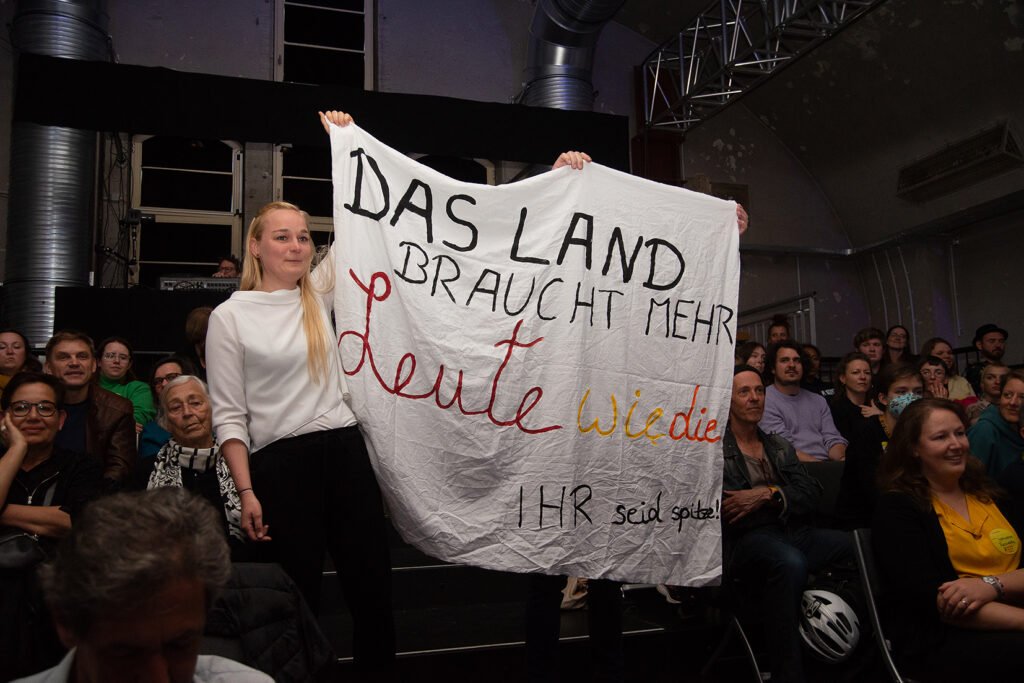 DAS LAND
BRAUCHT MEHR
Leute wie die
IHR seid spitze!